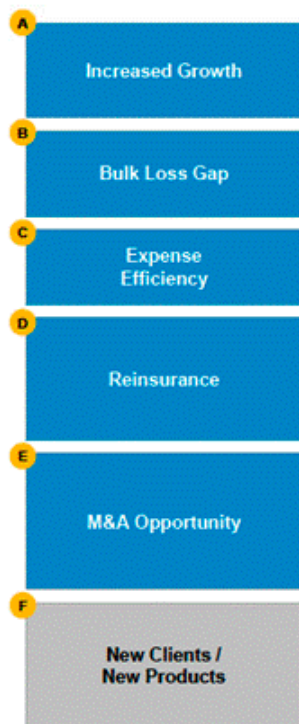 A
Increased Growth
B
Bulk Loss Gap
C
Expense
Efficiency
D
Reinsurance
E
M&A Opportunity
F
New Clients /
New Products